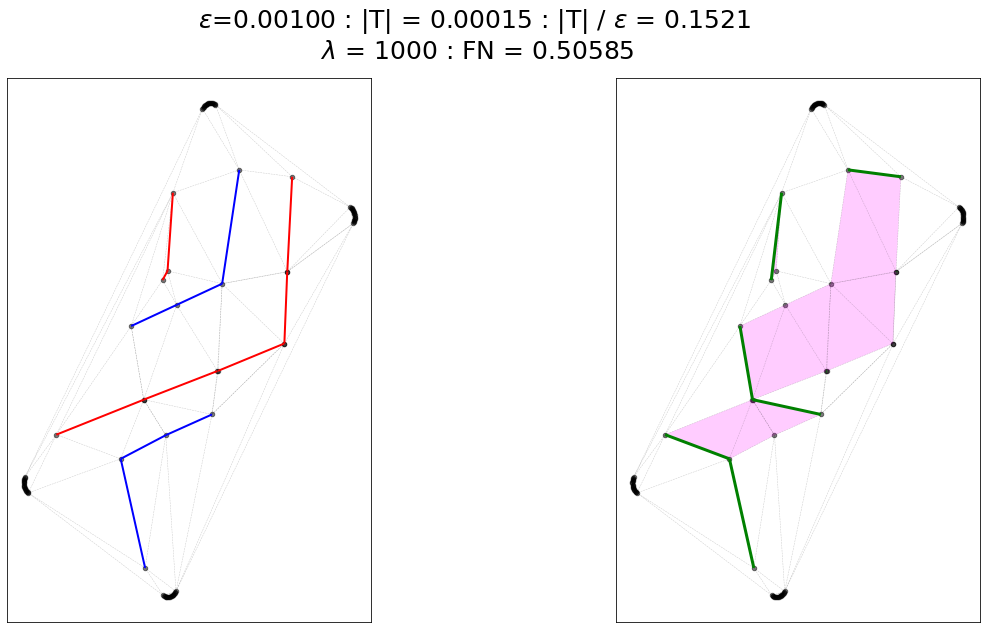 ε=0.00100 : |T| = 0.00015 : |T| / ε = 0.1521
λ = 1000 : FN = 0.50585